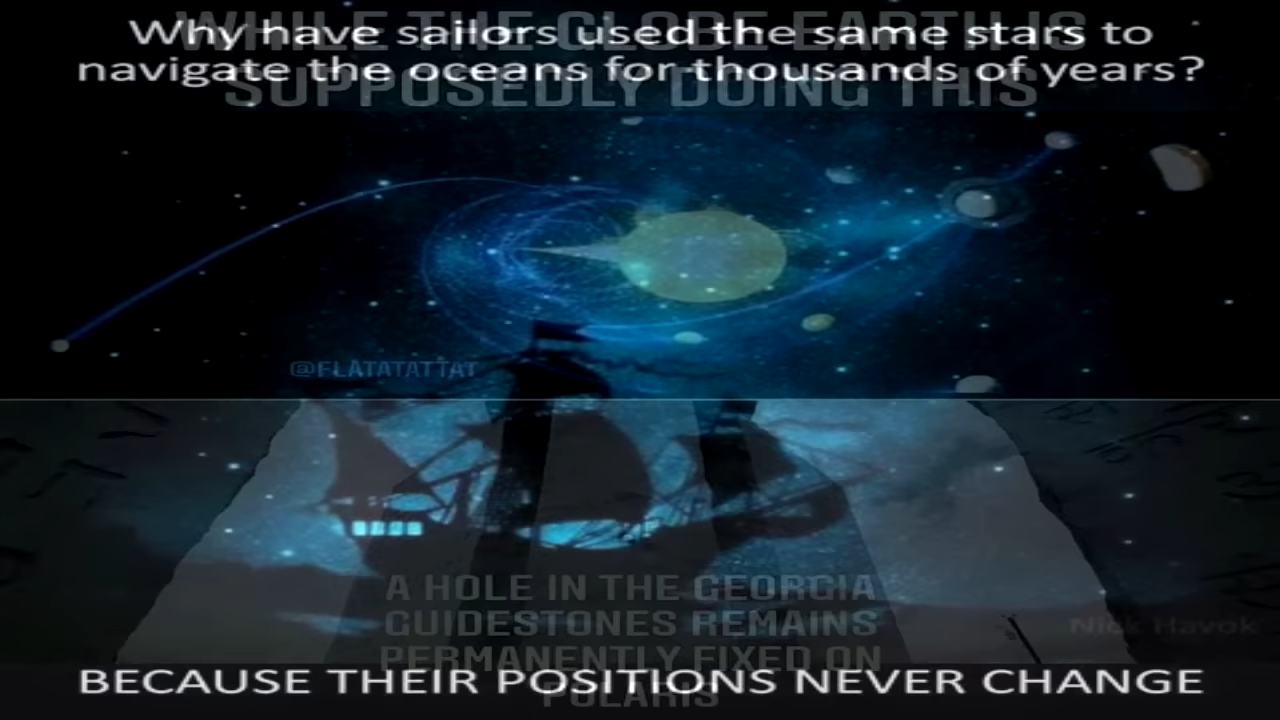 WHILE THE GLOBE EARTH IS
SUPPOSEDLY DOING THIS
Why have sailors used the same stars to
navigate the oceans for thousands of years?
@FLATATATTAT
A HOLE IN THE GEORGIA
GUIDESTONES REMAINS
PERMANENTLY FIXED ON
POLARIS
Nick Havok
BECAUSE THEIR POSITIONS NEVER CHANGE